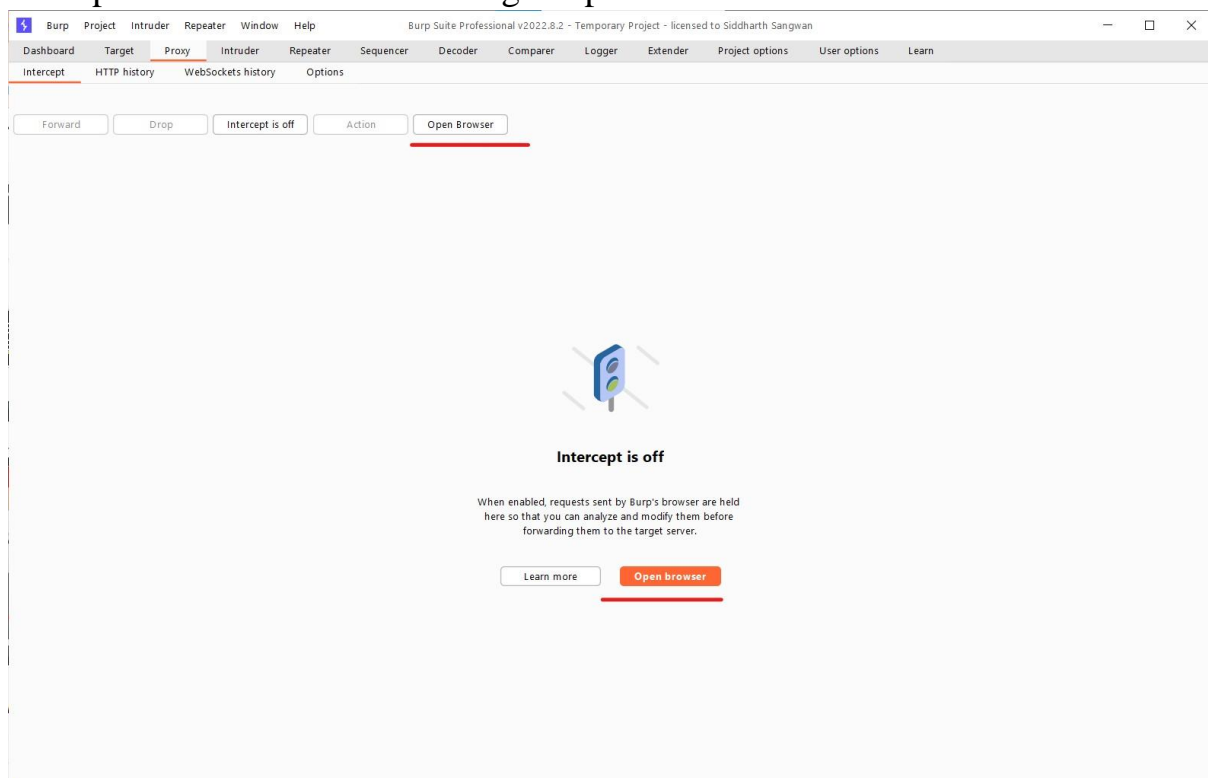 Burp Project Intruder Repeater Window Help Burp Suite Professional v2022.8.2 - Temporary Project - licensed to Siddharth Sangwan
Dashboard Target Proxy Intruder Repeater Sequencer Decoder Comparer Logger Extender Project options User options Learn
Intercept HTTP history WebSockets history Options
Forward Drop Intercept is off Action Open Browser
Intercept is off
When enabled, requests sent by Burp's browser are held
here so that you can analyze and modify them before
forwarding them to the target server.
Learn more Open browser